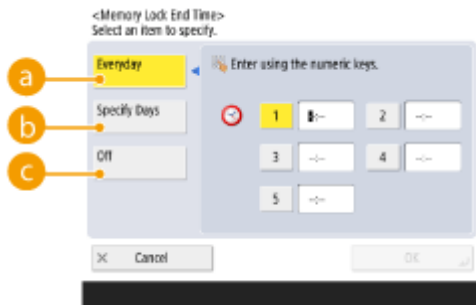 <Memory Lock End Time>
Select an item to specify.
a
Everyday
Enter using the numeric keys.
b
Specify Days
1
-:--
2
-:--
c
Off
3
-:--
4
-:--
5
-:--
× Cancel
OK